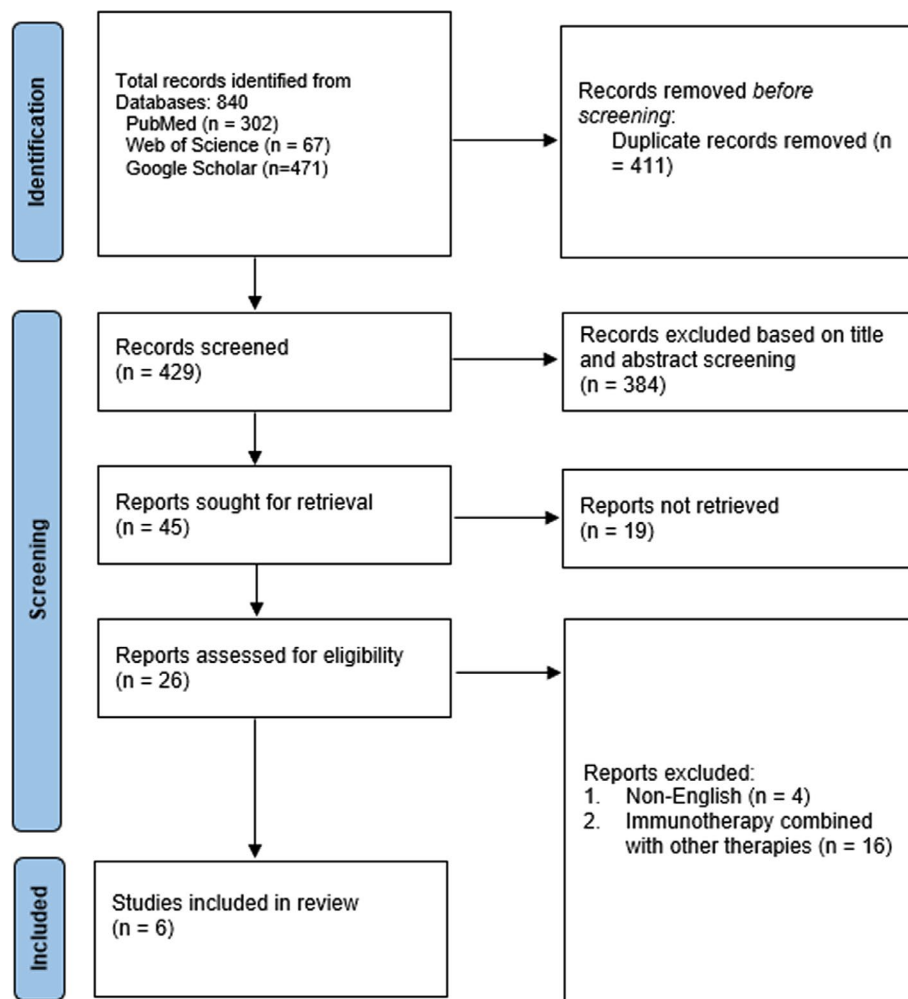 Identification
Total records identified from
Databases: 840
PubMed (n = 302)
Web of Science (n = 67)
Google Scholar (n=471)
Records removed before
screening:
Duplicate records removed (n
= 411)
Screening
Records screened
(n = 429)
Records excluded based on title
and abstract screening
(n = 384)
Reports sought for retrieval
(n = 45)
Reports not retrieved
(n = 19)
Reports assessed for eligibility
(n = 26)
Reports excluded:
1. Non-English (n = 4)
2. Immunotherapy combined
with other therapies (n = 16)
Included
Studies included in review
(n = 6)